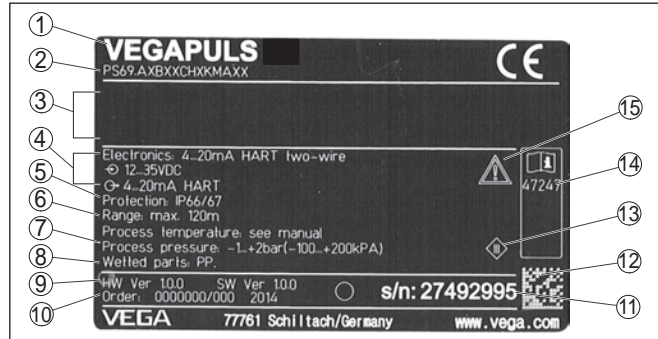 1
VEGAPULS
CE
2
PS69.AXBXXCHXKMAXX
3
4
Electronics: 4...20mA HART two-wire
12...35VDC
4...20mA HART
5
Protection: IP66/67
6
Range: max. 120m
Process temperature: see manual
7
Process pressure: -1...+2bar(-100...+200kPA)
8
Wetted parts: PP.
15
14
47247
13
9
HW Ver 1.0.0 SW Ver 1.0.0
12
10
Order: 0000000/000 2014
s/n: 27492995
11
VEGA 77761 Schiltach/Germany www.vega.com